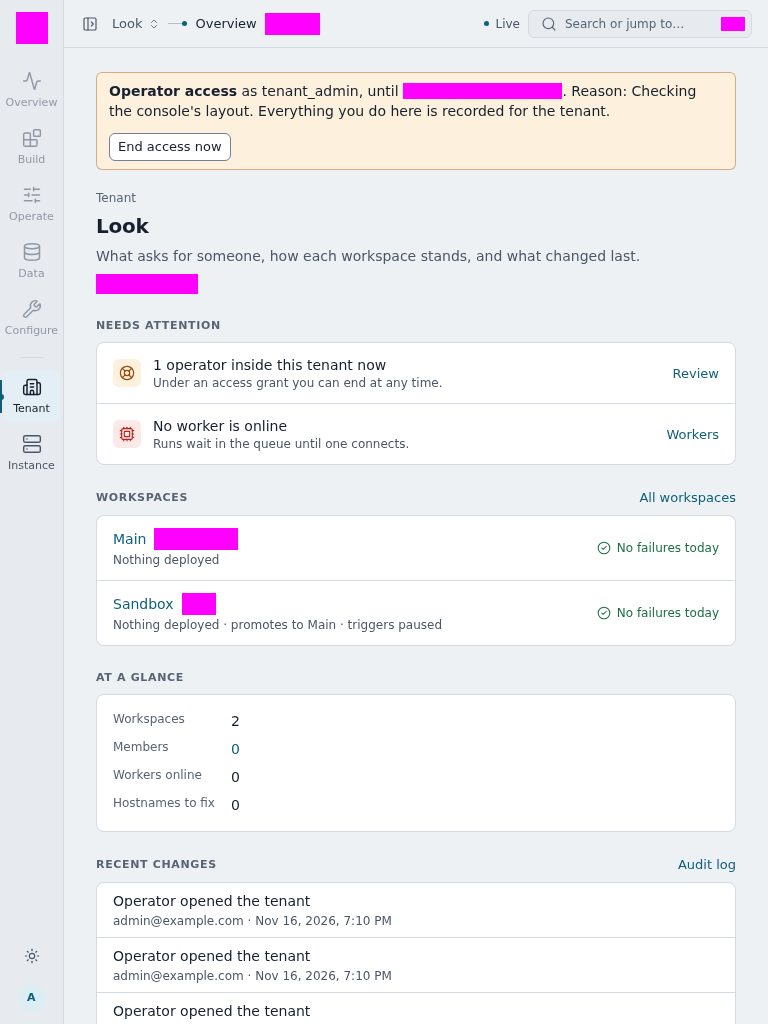 Look
Overview
Live
Search or jump to…
Overview
Build
Operate
Data
Configure
Tenant
Instance
A
Operator access as tenant_admin, until . Reason: Checking
the console's layout. Everything you do here is recorded for the tenant.
End access now
Tenant
Look
What asks for someone, how each workspace stands, and what changed last.
NEEDS ATTENTION
1 operator inside this tenant now
Under an access grant you can end at any time.
Review
No worker is online
Runs wait in the queue until one connects.
Workers
WORKSPACES
All workspaces
Main
Nothing deployed
No failures today
Sandbox
Nothing deployed · promotes to Main · triggers paused
No failures today
AT A GLANCE
Workspaces 2
Members 0
Workers online 0
Hostnames to fix 0
RECENT CHANGES
Audit log
Operator opened the tenant
admin@example.com · Nov 16, 2026, 7:10 PM
Operator opened the tenant
admin@example.com · Nov 16, 2026, 7:10 PM
Operator opened the tenant